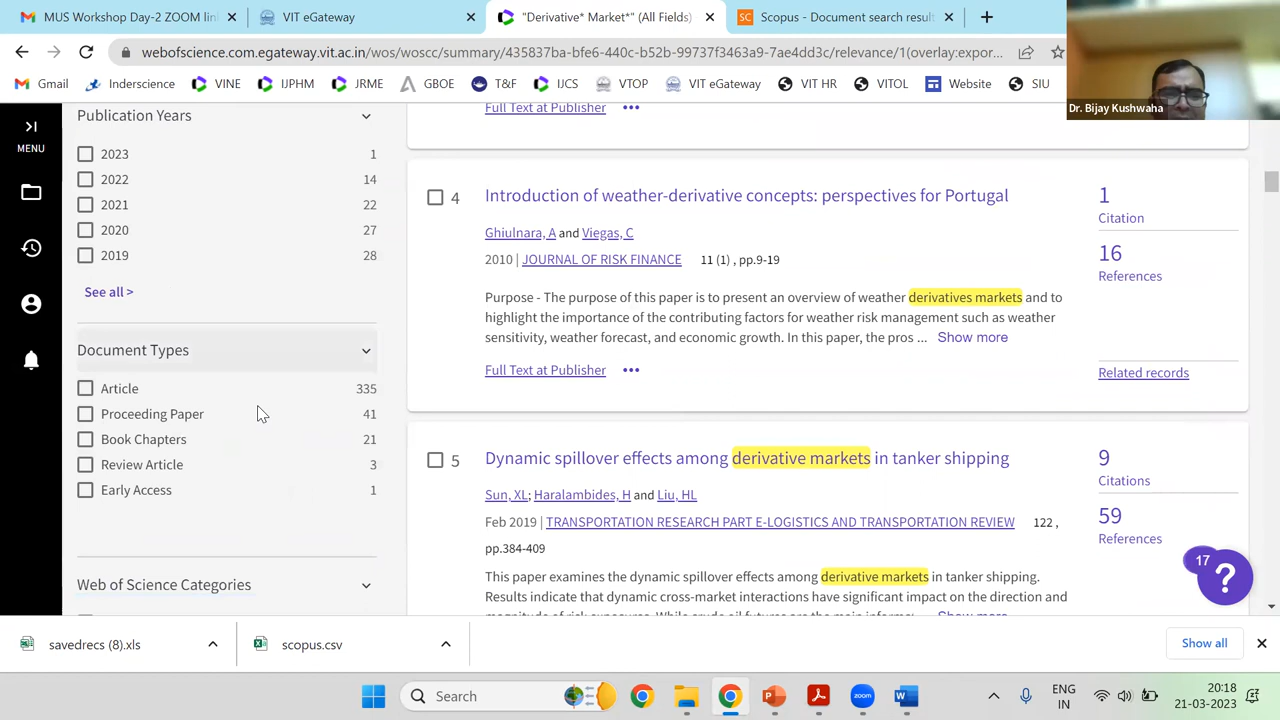 MUS Workshop Day-2 ZOOM lin
VIT eGateway
"Derivative* Market*" (All Fields)
SC Scopus - Document search result
webofscience.com.egateway.vit.ac.in/wos/woscc/summary/435837ba-bfe6-440c-b52b-99737f3463a9-7ae4dd3c/relevance/1(overlay:expor...
Gmail
Inderscience
VINE
IJPHM
JRME
GBOE
T&F
IJCS
VTOP
VIT eGateway
VIT HR
VITOL
Website
SIU
Dr. Bijay Kushwaha
MENU
Publication Years
2023 1
2022 14
2021 22
2020 27
2019 28
See all >
Document Types
Article 335
Proceeding Paper 41
Book Chapters 21
Review Article 3
Early Access 1
Web of Science Categories
Full Text at Publisher
4 Introduction of weather-derivative concepts: perspectives for Portugal
Ghiulnara, A and Viegas, C
2010 | JOURNAL OF RISK FINANCE 11 (1) , pp.9-19
Purpose - The purpose of this paper is to present an overview of weather derivatives markets and to
highlight the importance of the contributing factors for weather risk management such as weather
sensitivity, weather forecast, and economic growth. In this paper, the pros ... Show more
Full Text at Publisher
1
Citation
16
References
Related records
5 Dynamic spillover effects among derivative markets in tanker shipping
Sun, XL; Haralambides, H and Liu, HL
Feb 2019 | TRANSPORTATION RESEARCH PART E-LOGISTICS AND TRANSPORTATION REVIEW 122 ,
pp.384-409
This paper examines the dynamic spillover effects among derivative markets in tanker shipping.
Results indicate that dynamic cross-market interactions have significant impact on the direction and
9
Citations
59
References
17
?
savedrecs (8).xls
scopus.csv
Show all
Search
ENG
IN
20:18
21-03-2023